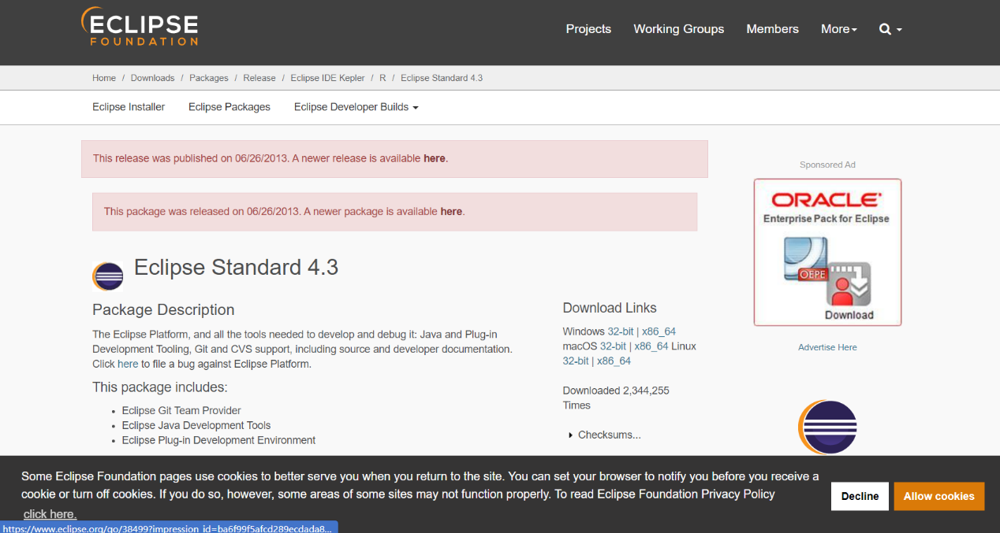 ECLIPSE
FOUNDATION
Projects
Working Groups
Members
More
Home / Downloads / Packages / Release / Eclipse IDE Kepler / R / Eclipse Standard 4.3
Eclipse Installer
Eclipse Packages
Eclipse Developer Builds
This release was published on 06/26/2013. A newer release is available here.
This package was released on 06/26/2013. A newer package is available here.
Eclipse Standard 4.3
Package Description
The Eclipse Platform, and all the tools needed to develop and debug it: Java and Plug-in
Development Tooling, Git and CVS support, including source and developer documentation.
Click here to file a bug against Eclipse Platform.
This package includes:
Eclipse Git Team Provider
Eclipse Java Development Tools
Eclipse Plug-in Development Environment
Download Links
Windows 32-bit | x86_64
macOS 32-bit | x86_64 Linux
32-bit | x86_64
Downloaded 2,344,255
Times
Checksums...
Sponsored Ad
ORACLE
Enterprise Pack for Eclipse
OEPE
Download
Advertise Here
Some Eclipse Foundation pages use cookies to better serve you when you return to the site. You can set your browser to notify you before you receive a
cookie or turn off cookies. If you do so, however, some areas of some sites may not function properly. To read Eclipse Foundation Privacy Policy
click here.
Decline
Allow cookies
https://www.eclipse.org/go/38499?impression_id=ba6f99f5afcd289ecdada8...